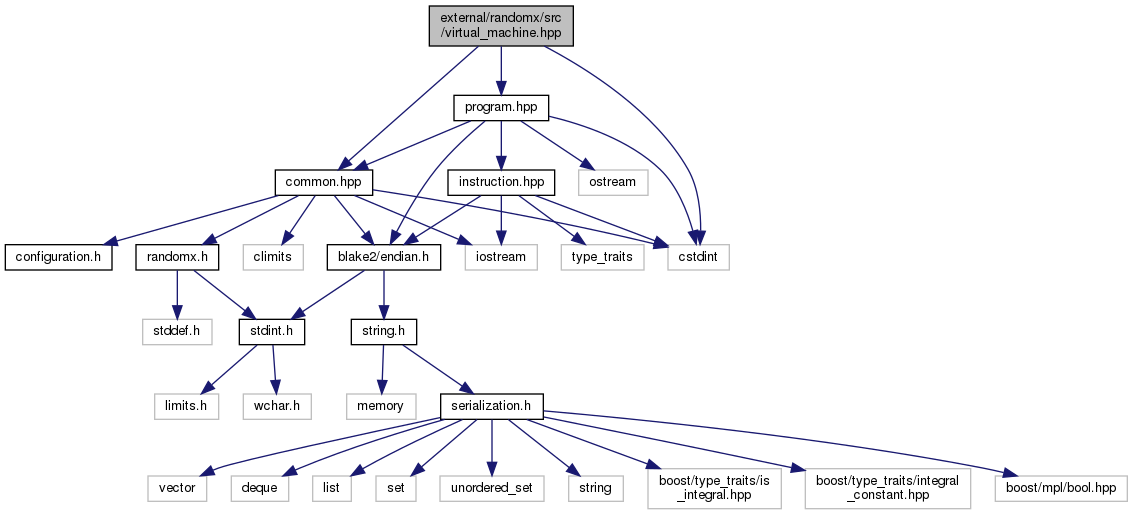 external/randomx/src
/virtual_machine.hpp
program.hpp
common.hpp
instruction.hpp
ostream
configuration.h
randomx.h
climits
blake2/endian.h
iostream
type_traits
cstdint
stddef.h
stdint.h
string.h
limits.h
wchar.h
memory
serialization.h
vector
deque
list
set
unordered_set
string
boost/type_traits/is
_integral.hpp
boost/type_traits/integral
_constant.hpp
boost/mpl/bool.hpp